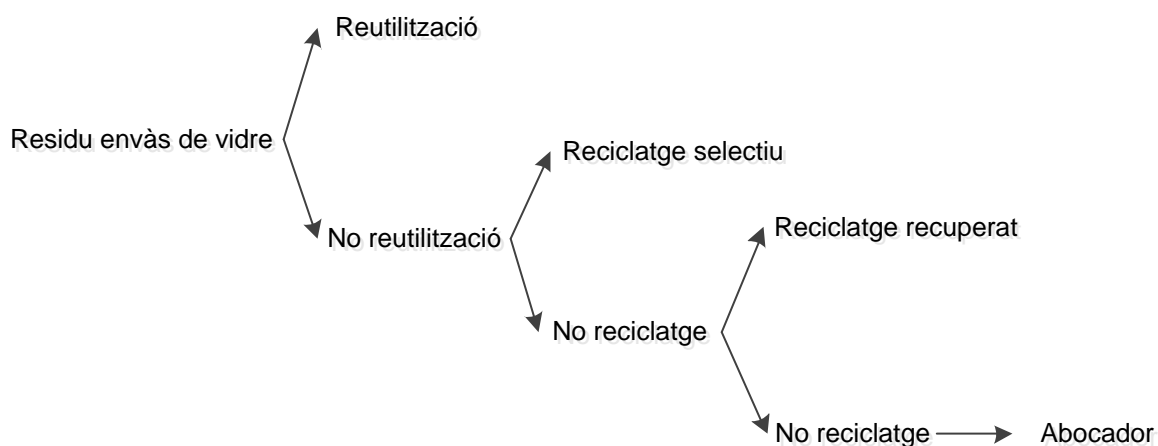 Reutilització
Residu envàs de vidre
Reciclatge selectiu
No reutilització
Reciclatge recuperat
No reciclatge
No reciclatge
Abocador